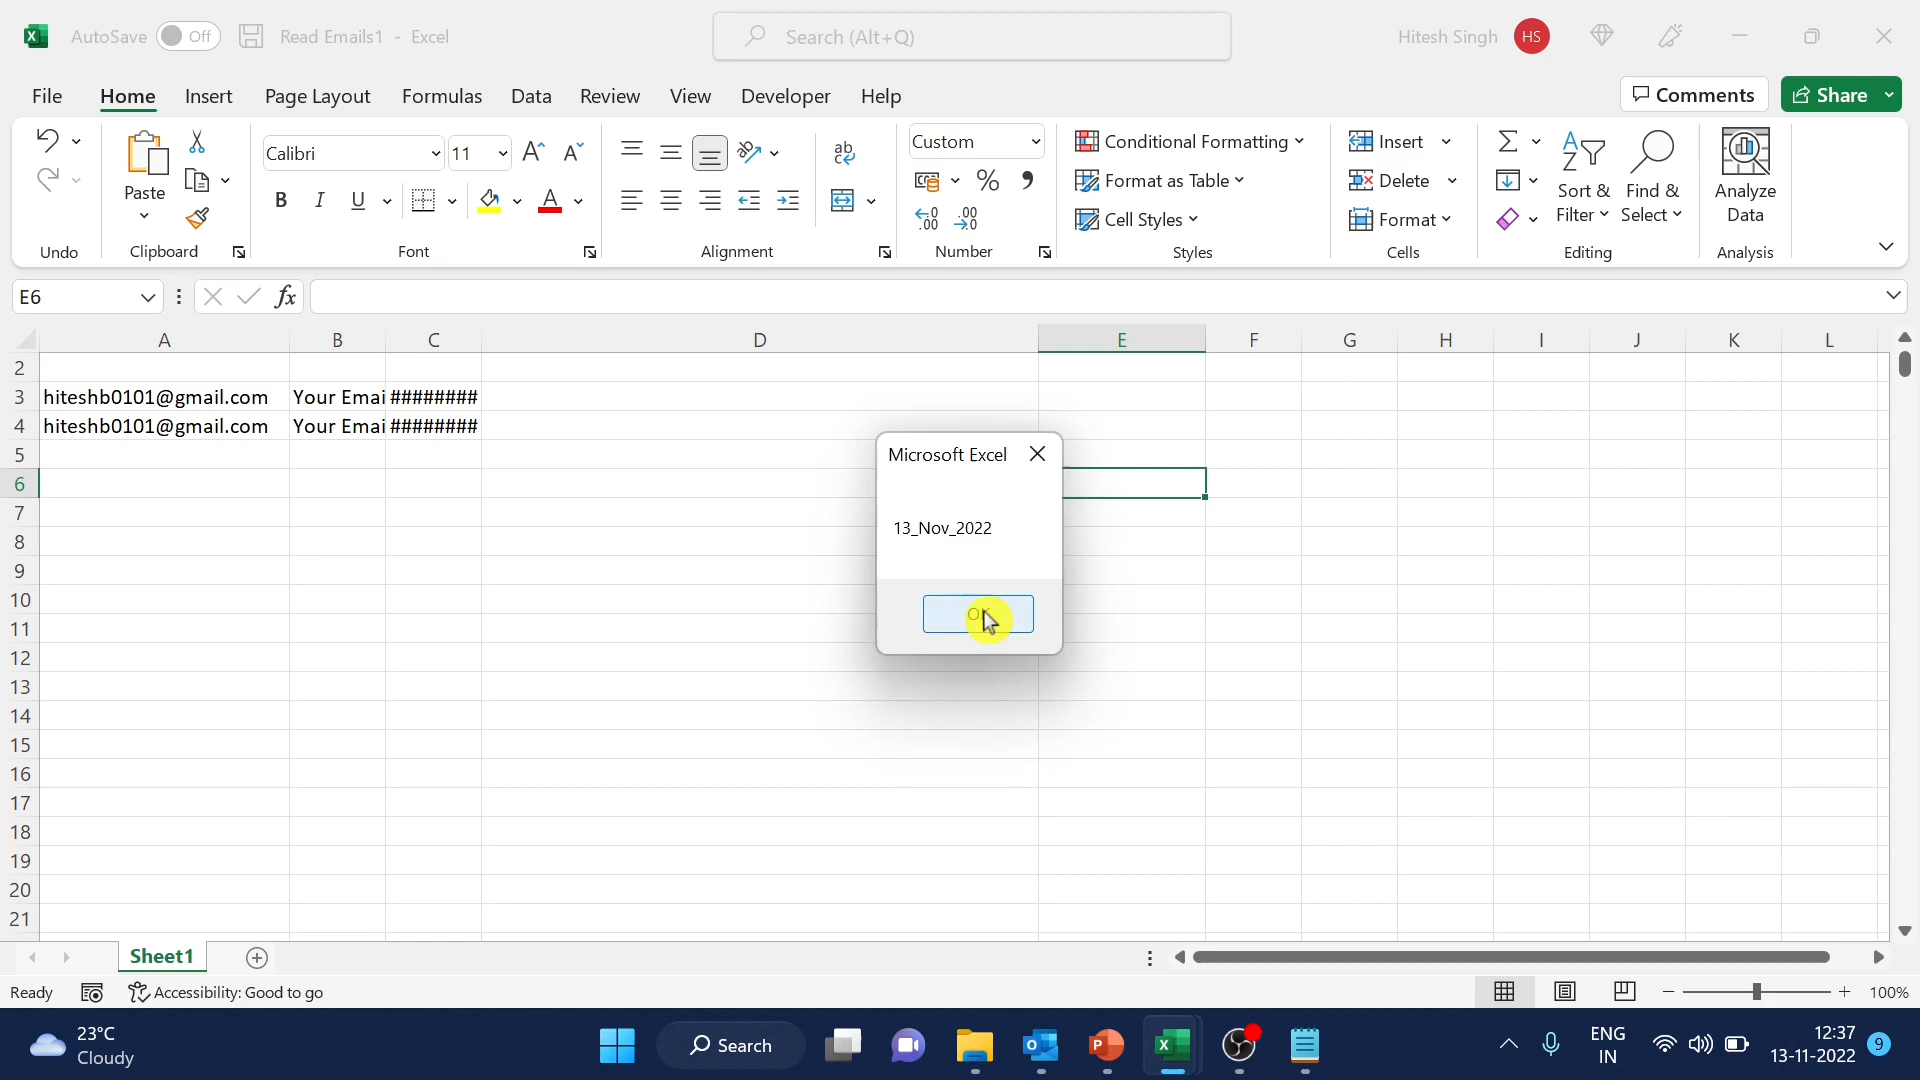 AutoSave Off Read Emails1 - Excel Search (Alt+Q) Hitesh Singh HS
File Home Insert Page Layout Formulas Data Review View Developer Help Comments Share
Calibri 11 Custom Conditional Formatting Insert
Paste Format as Table Delete Sort & Find & Analyze
B I U Cell Styles Format Filter Select Data
Undo Clipboard Font Alignment Number Styles Cells Editing Analysis
E6 fx
A B C D E F G H I J K L
2
3 hiteshb0101@gmail.com Your Emai ########
4 hiteshb0101@gmail.com Your Emai ########
5
Microsoft Excel
6
7
13_Nov_2022
8
9
10
OK
11
12
13
14
15
16
17
18
19
20
21
Sheet1
Ready Accessibility: Good to go 100%
23°C
Cloudy
Search
ENG
IN
12:37
13-11-2022
9